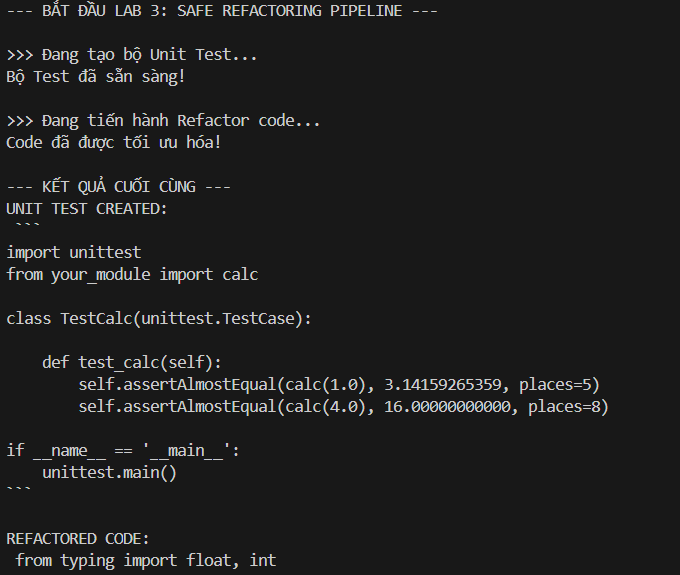 --- BẮT ĐẦU LAB 3: SAFE REFACTORING PIPELINE ---
>>> Đang tạo bộ Unit Test...
Bộ Test đã sẵn sàng!
>>> Đang tiến hành Refactor code...
Code đã được tối ưu hóa!
--- KẾT QUẢ CUỐI CÙNG ---
UNIT TEST CREATED:
 ```
import unittest
from your_module import calc
class TestCalc(unittest.TestCase):
    def test_calc(self):
        self.assertAlmostEqual(calc(1.0), 3.14159265359, places=5)
        self.assertAlmostEqual(calc(4.0), 16.00000000000, places=8)
if __name__ == '__main__':
    unittest.main()
```
REFACTORED CODE:
 from typing import float, int